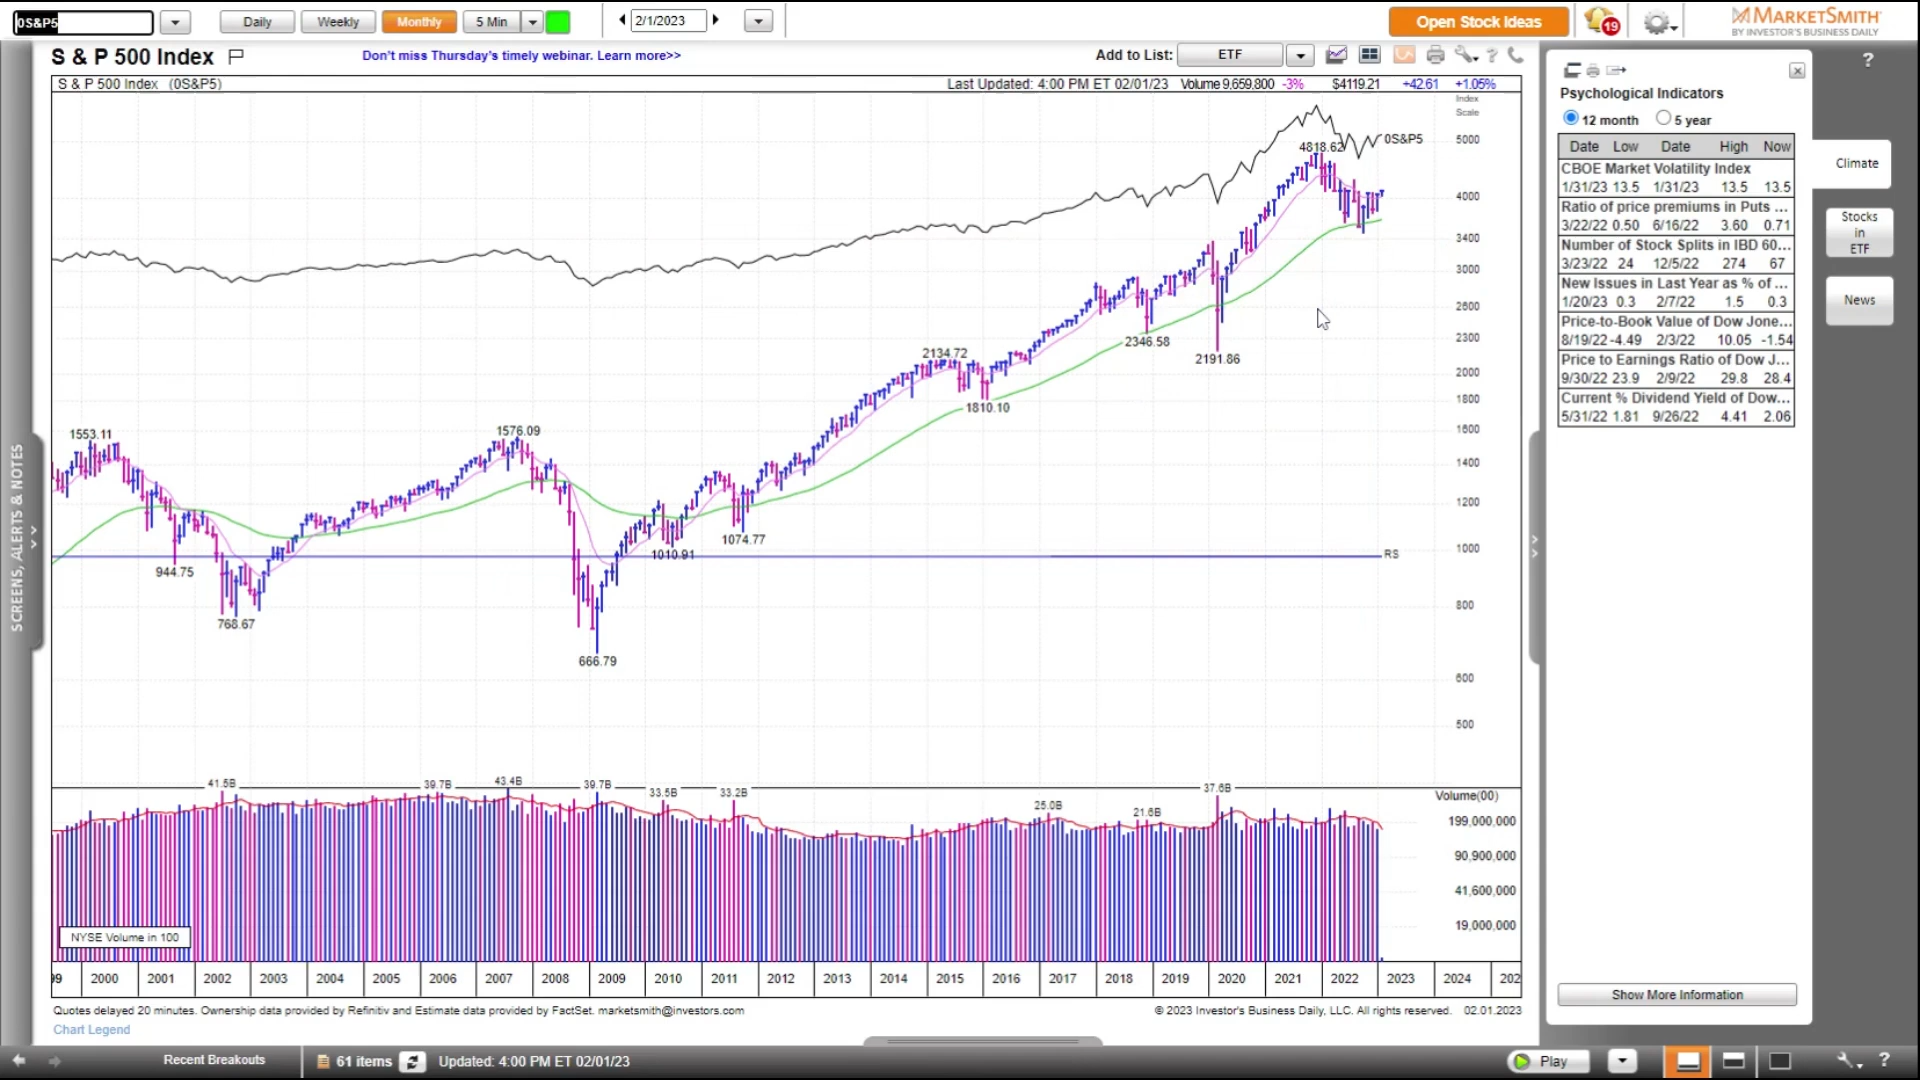 0S&P5
Daily
Weekly
Monthly
5 Min
2/1/2023
Open Stock Ideas
19
MARKETSMITH
BY INVESTOR'S BUSINESS DAILY
S & P 500 Index
Don't miss Thursday's timely webinar. Learn more>>
Add to List:
ETF
?
S & P 500 Index (0S&P5)
Last Updated: 4:00 PM ET 02/01/23 Volume 9,659,800 -3% $4119.21 +42.61 +1.05%
Index
Scale
5000
4000
3400
3000
2600
2300
2000
1800
1600
1400
1200
1000
800
600
500
0S&P5
4818.62
2346.58
2191.86
2134.72
1810.10
1553.11
1576.09
1074.77
1010.91
RS
944.75
768.67
666.79
41.5B
39.7B
43.4B
39.7B
33.5B
33.2B
25.0B
21.6B
37.6B
Volume(00)
199,000,000
90,900,000
41,600,000
19,000,000
NYSE Volume in 100
99 2000 2001 2002 2003 2004 2005 2006 2007 2008 2009 2010 2011 2012 2013 2014 2015 2016 2017 2018 2019 2020 2021 2022 2023 2024 202
Quotes delayed 20 minutes. Ownership data provided by Refinitiv and Estimate data provided by FactSet. marketsmith@investors.com
© 2023 Investor's Business Daily, LLC. All rights reserved. 02.01.2023
Chart Legend
SCREENS, ALERTS & NOTES
Psychological Indicators
12 month 5 year
Date Low Date High Now
CBOE Market Volatility Index
1/31/23 13.5 1/31/23 13.5 13.5
Ratio of price premiums in Puts ...
3/22/22 0.50 6/16/22 3.60 0.71
Number of Stock Splits in IBD 60...
3/23/22 24 12/5/22 274 67
New Issues in Last Year as % of ...
1/20/23 0.3 2/7/22 1.5 0.3
Price-to-Book Value of Dow Jone...
8/19/22 -4.49 2/3/22 10.05 -1.54
Price to Earnings Ratio of Dow J...
9/30/22 23.9 2/9/22 29.8 28.4
Current % Dividend Yield of Dow...
5/31/22 1.81 9/26/22 4.41 2.06
Show More Information
?
Climate
Stocks
in
ETF
News
Recent Breakouts
61 items
Updated: 4:00 PM ET 02/01/23
Play
?